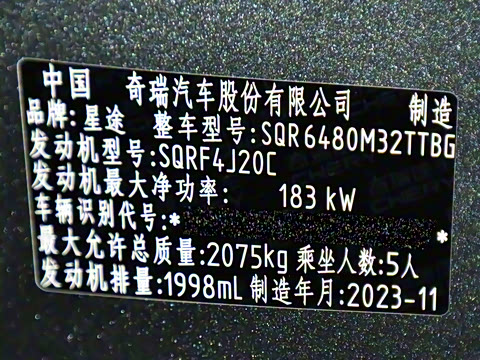 中国 奇瑞汽车股份有限公司 制造
品牌:星途 整车型号:SQR6480M32TTBG
发动机型号:SQRF4J20C
发动机最大净功率: 183 kW
车辆识别代号:* *
最大允许总质量:2075kg 乘坐人数:5人
发动机排量:1998mL 制造年月:2023-11